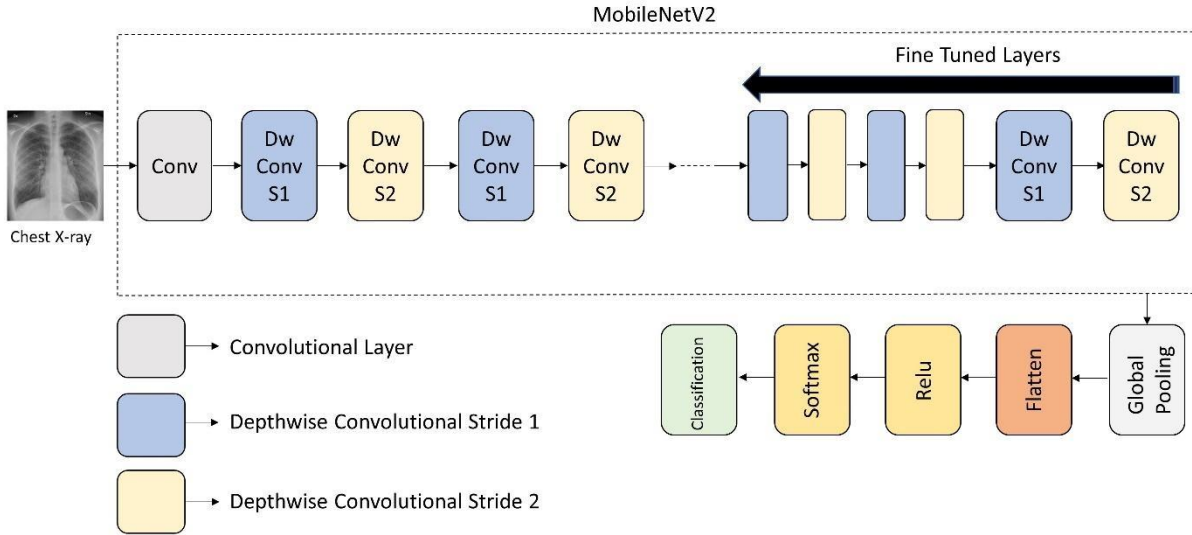 MobileNetV2
Fine Tuned Layers
Conv
Dw
Conv
S1
Dw
Conv
S2
Dw
Conv
S1
Dw
Conv
S2
Dw
Conv
S1
Dw
Conv
S2
Chest X-ray
Convolutional Layer
Depthwise Convolutional Stride 1
Depthwise Convolutional Stride 2
Classification
Softmax
Relu
Flatten
Global
Pooling